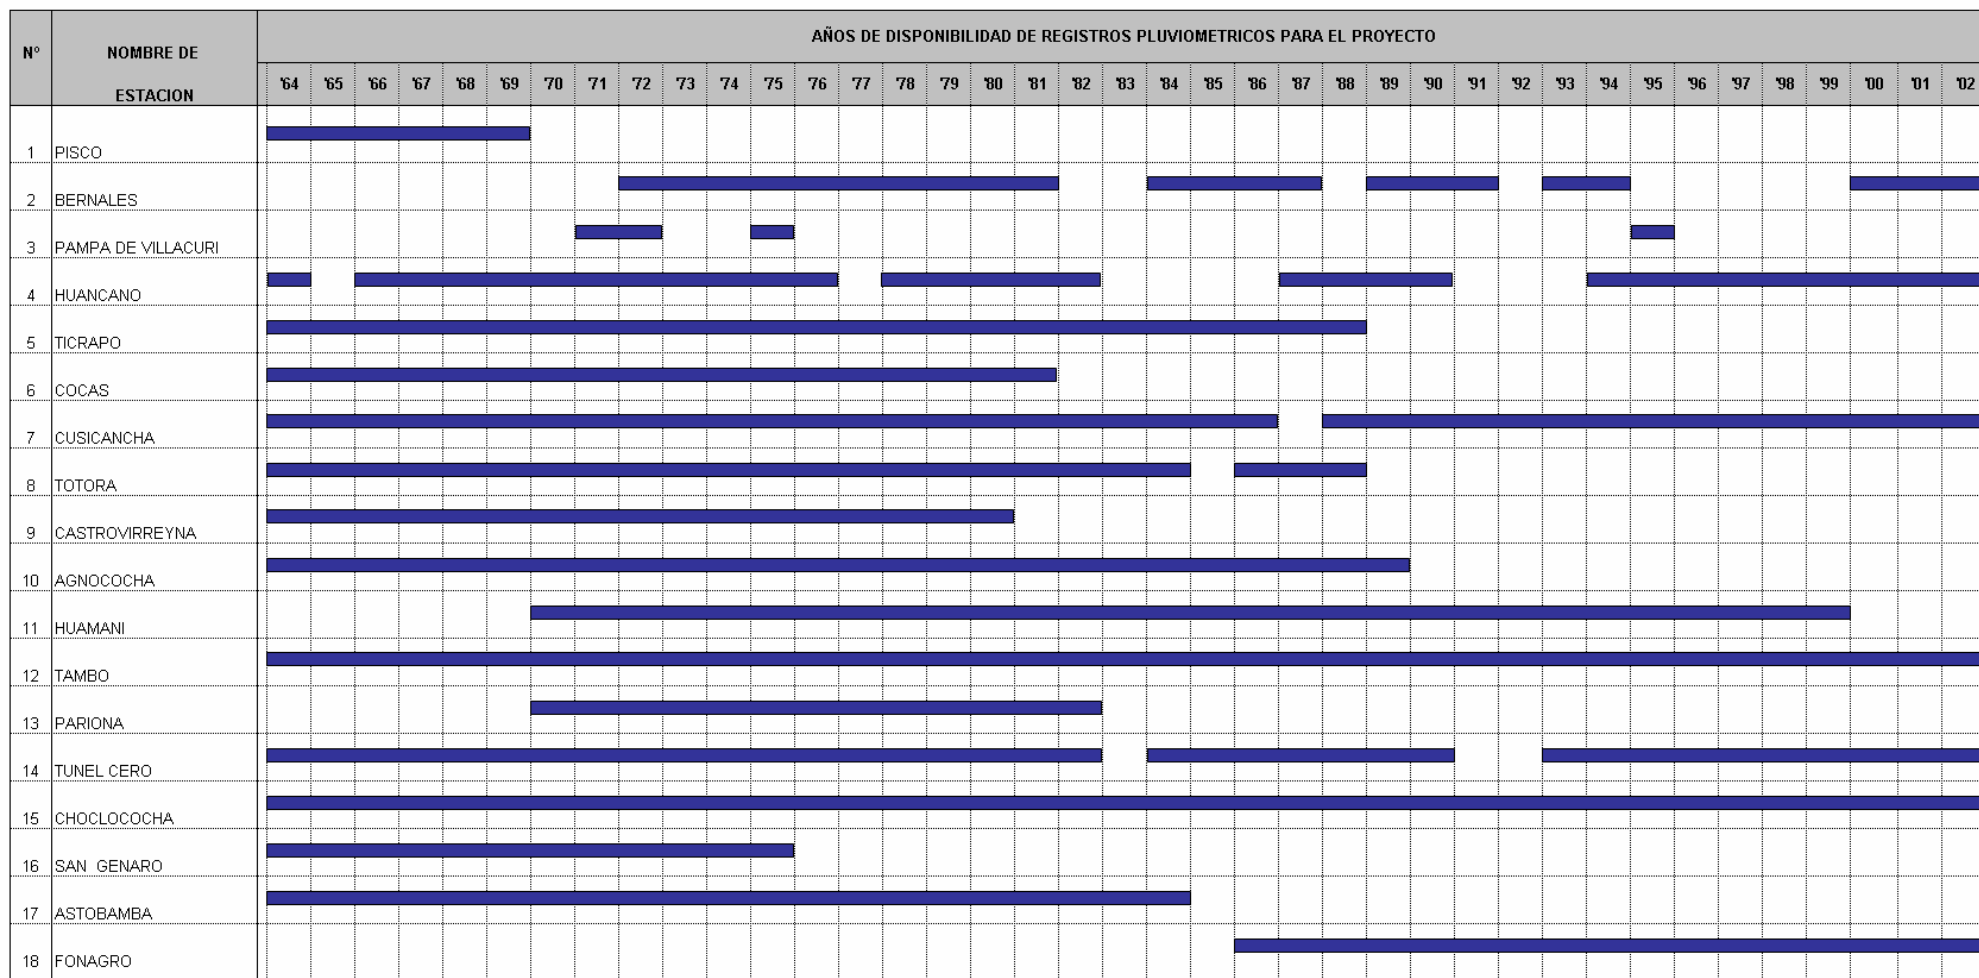 AÑOS DE DISPONIBILIDAD DE REGISTROS PLUVIOMETRICOS PARA EL PROYECTO
Nº NOMBRE DE
ESTACION
'64 '65 '66 '67 '68 '69 '70 '71 '72 '73 '74 '75 '76 '77 '78 '79 '80 '81 '82 '83 '84 '85 '86 '87 '88 '89 '90 '91 '92 '93 '94 '95 '96 '97 '98 '99 '00 '01 '02
1 PISCO
2 BERNALES
3 PAMPA DE VILLACURI
4 HUANCANO
5 TICRAPO
6 COCAS
7 CUSICANCHA
8 TOTORA
9 CASTROVIRREYNA
10 AGNOCOCHA
11 HUAMANI
12 TAMBO
13 PARIONA
14 TUNEL CERO
15 CHOCLOCOCHA
16 SAN GENARO
17 ASTOBAMBA
18 FONAGRO